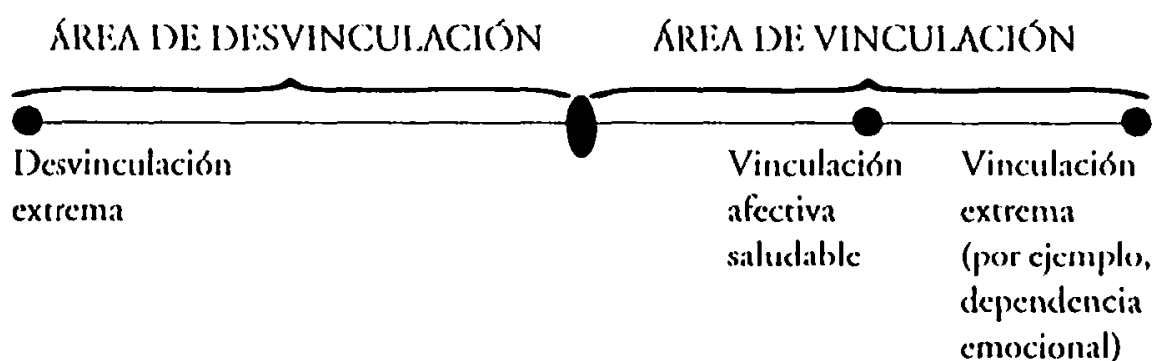 ÁREA DE DESVINCULACIÓN
ÁREA DE VINCULACIÓN
Desvinculación
extrema
Vinculación
afectiva
saludable
Vinculación
extrema
(por ejemplo,
dependencia
emocional)